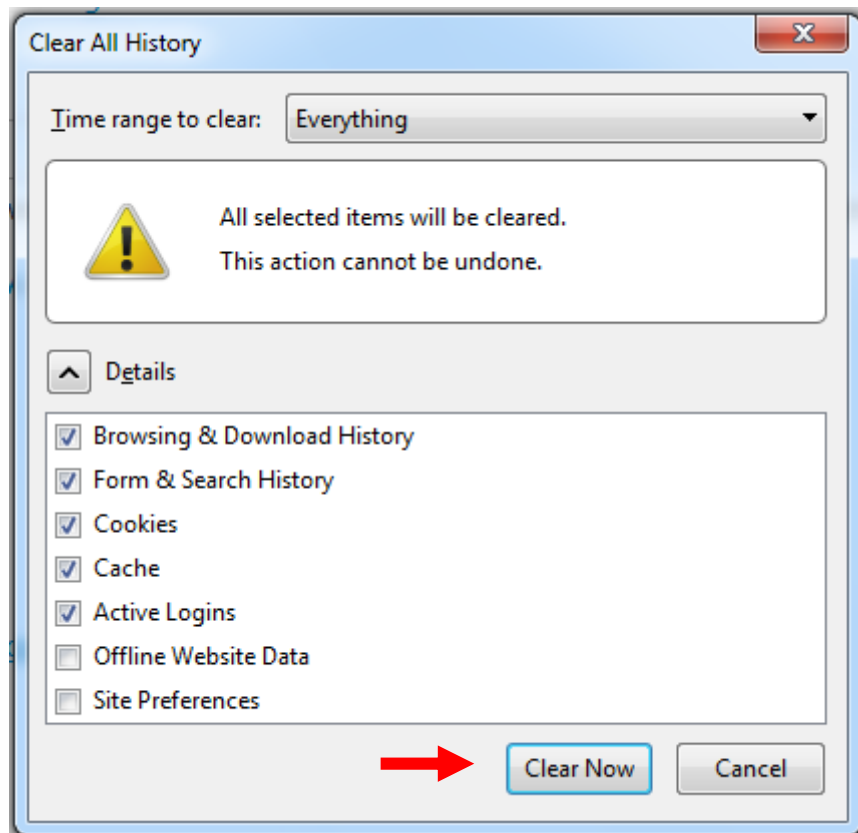 Clear All History
Time range to clear: Everything
All selected items will be cleared.
This action cannot be undone.
Details
Browsing & Download History
Form & Search History
Cookies
Cache
Active Logins
Offline Website Data
Site Preferences
Clear Now Cancel